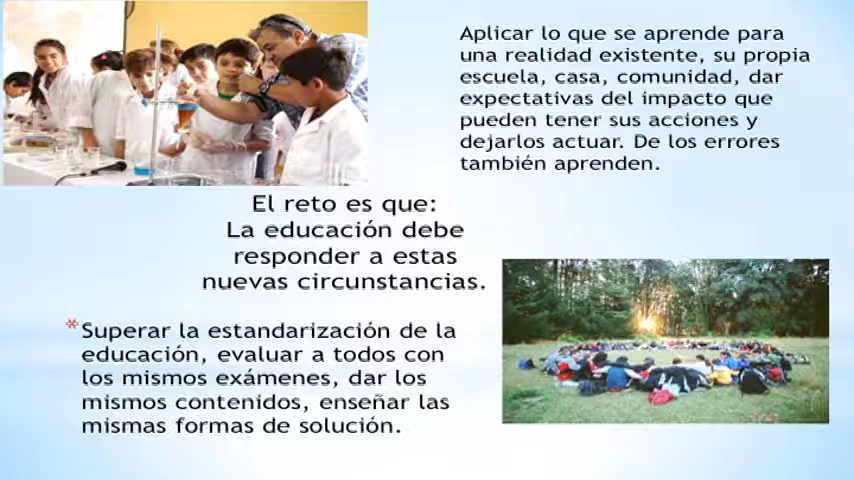 Aplicar lo que se aprende para
una realidad existente, su propia
escuela, casa, comunidad, dar
expectativas del impacto que
pueden tener sus acciones y
dejarlos actuar. De los errores
también aprenden.
El reto es que:
La educación debe
responder a estas
nuevas circunstancias.
* Superar la estandarización de la
educación, evaluar a todos con
los mismos exámenes, dar los
mismos contenidos, enseñar las
mismas formas de solución.